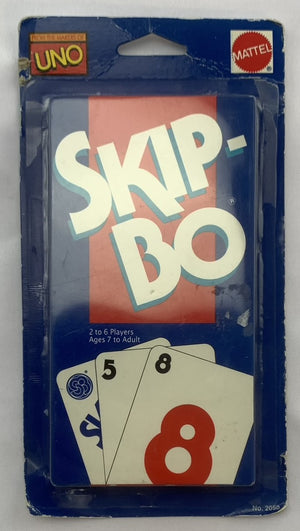 FROM THE MAKERS OF
UNO
MATTEL
SKIP-
BO
2 to 6 Players
Ages 7 to Adult
5
8
8
SB
No. 2058